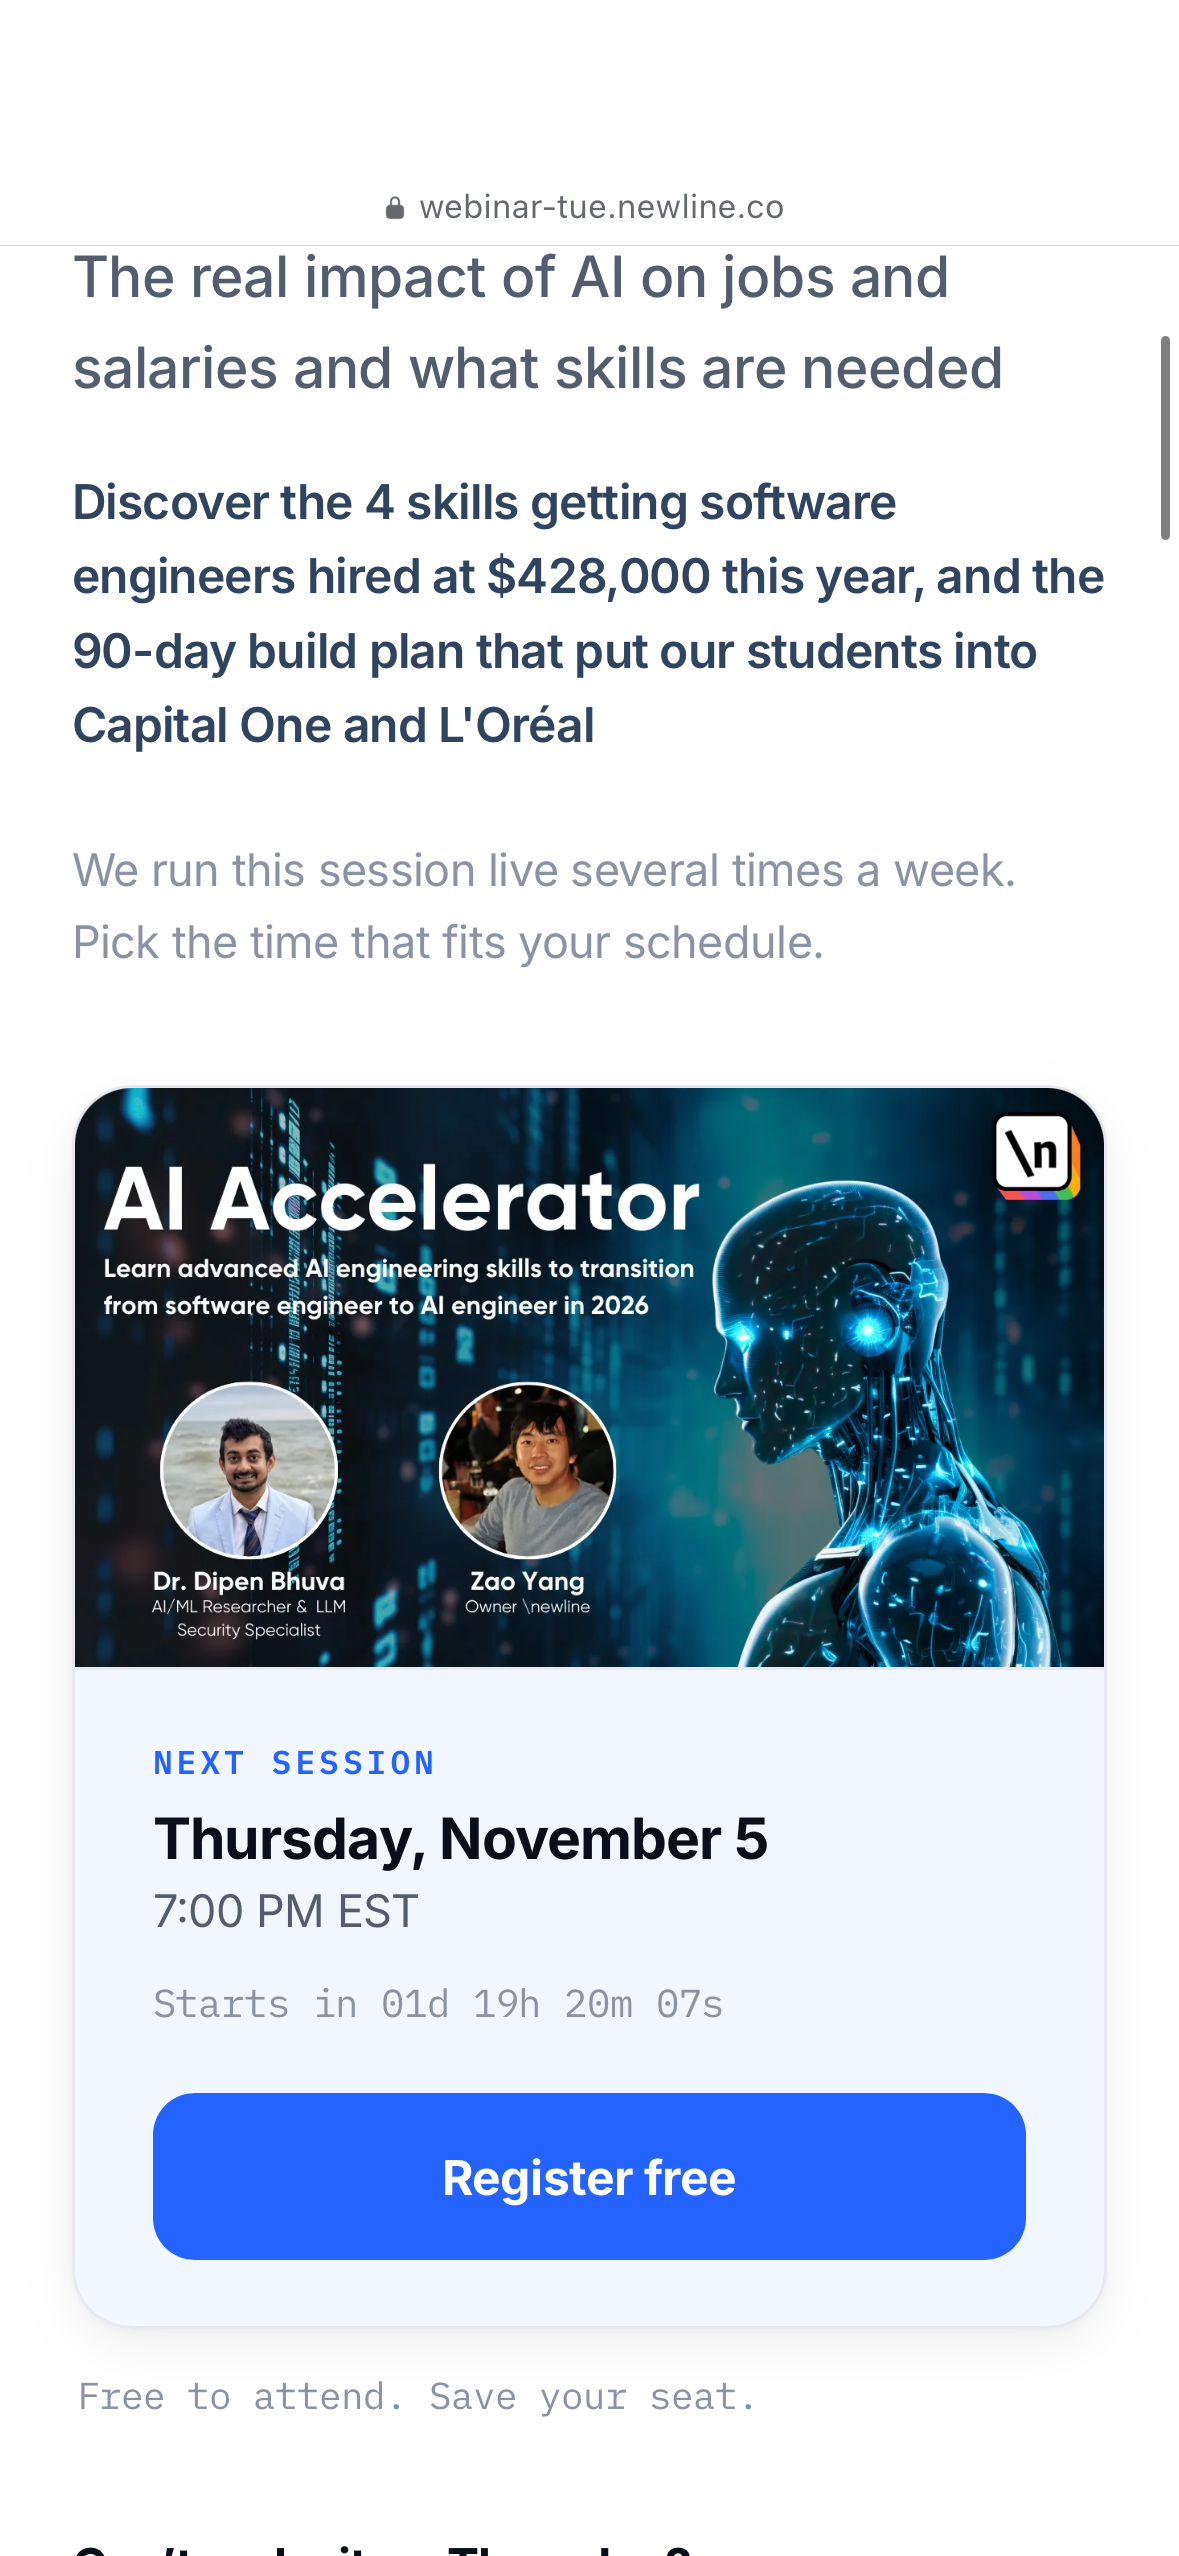 webinar-tue.newline.co
The real impact of AI on jobs and
salaries and what skills are needed
Discover the 4 skills getting software
engineers hired at $428,000 this year, and the
90-day build plan that put our students into
Capital One and L'Oréal
We run this session live several times a week.
Pick the time that fits your schedule.
\n
AI Accelerator
Learn advanced AI engineering skills to transition
from software engineer to AI engineer in 2026
Dr. Dipen Bhuva
AI/ML Researcher & LLM
Security Specialist
Zao Yang
Owner \newline
NEXT SESSION
Thursday, November 5
7:00 PM EST
Starts in 01d 19h 20m 07s
Register free
Free to attend. Save your seat.